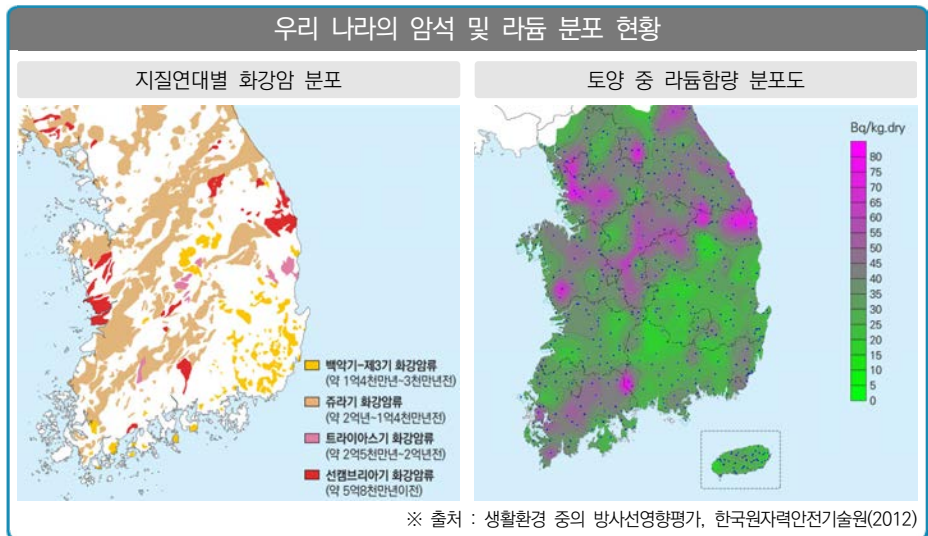 우리 나라의 암석 및 라듐 분포 현황
지질연대별 화강암 분포
백악기-제3기 화강암류
(약 1억4천만년~3천만년전)
쥬라기 화강암류
(약 2억년~1억4천만년전)
트라이아스기 화강암류
(약 2억5천만년~2억년전)
선캠브리아기 화강암류
(약 5억8천만년이전)
토양 중 라듐함량 분포도
Bq/kg.dry
80
75
70
65
60
55
50
45
40
35
30
25
20
15
10
5
0
※ 출처 : 생활환경 중의 방사선영향평가, 한국원자력안전기술원(2012)